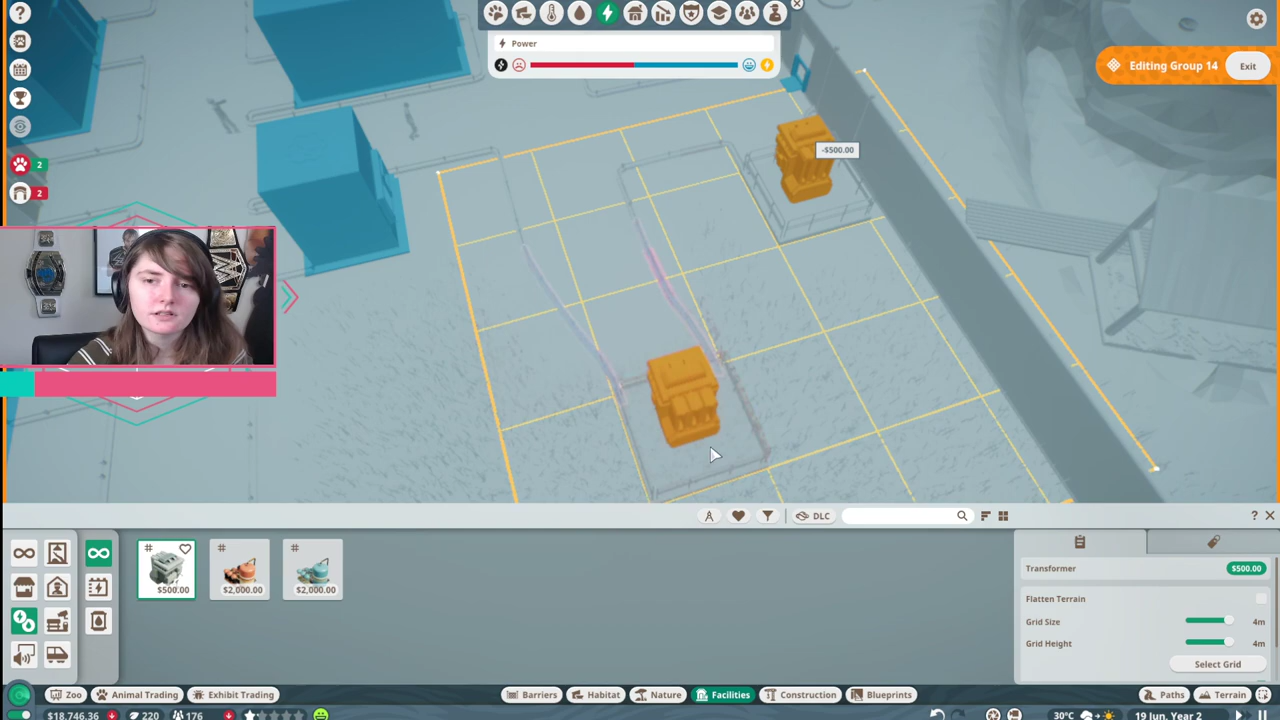 ?
Power
Editing Group 14
Exit
2
2
-$500.00
DLC
?
#
$500.00
#
$2,000.00
#
$2,000.00
Transformer
$500.00
Flatten Terrain
Grid Size
4m
Grid Height
4m
Select Grid
Zoo
Animal Trading
Exhibit Trading
Barriers
Habitat
Nature
Facilities
Construction
Blueprints
Paths
Terrain
$18,746.36
220
176
30°C
19 Jun, Year 2